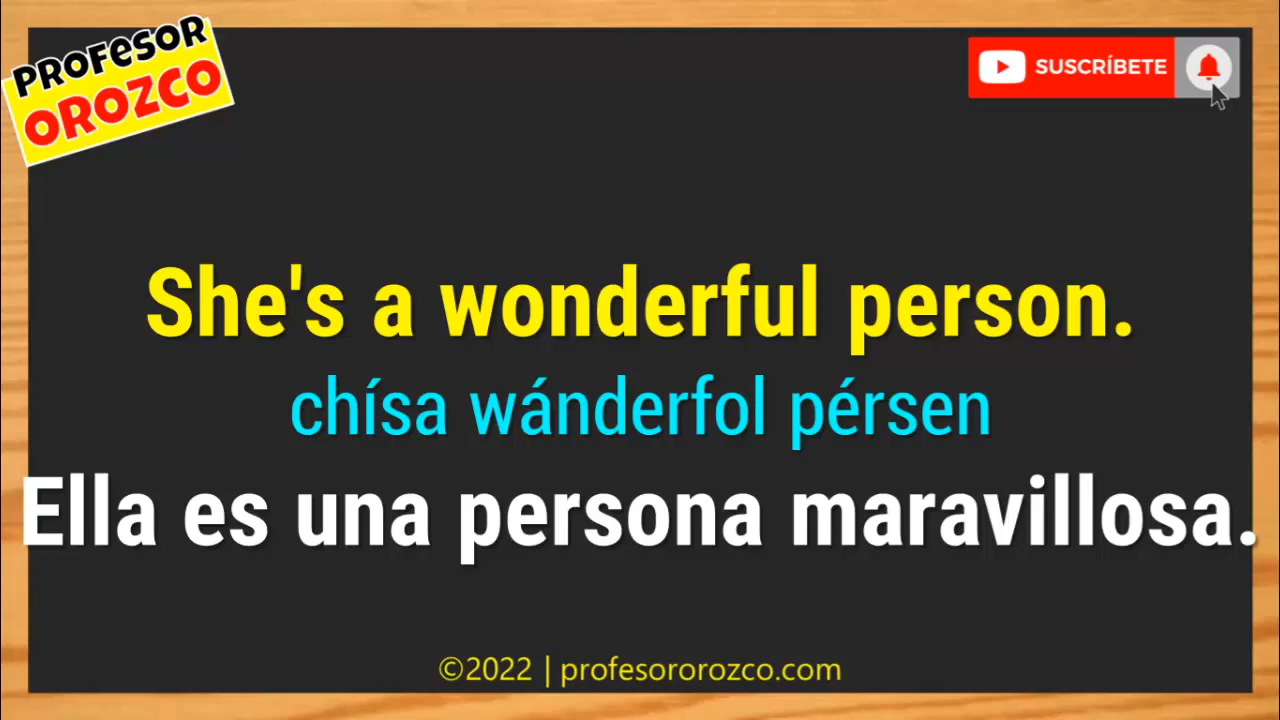 PROFESOR
OROZCO
SUSCRÍBETE
She's a wonderful person.
chísa wánderfol pérsen
Ella es una persona maravillosa.
©2022 | profesororozco.com